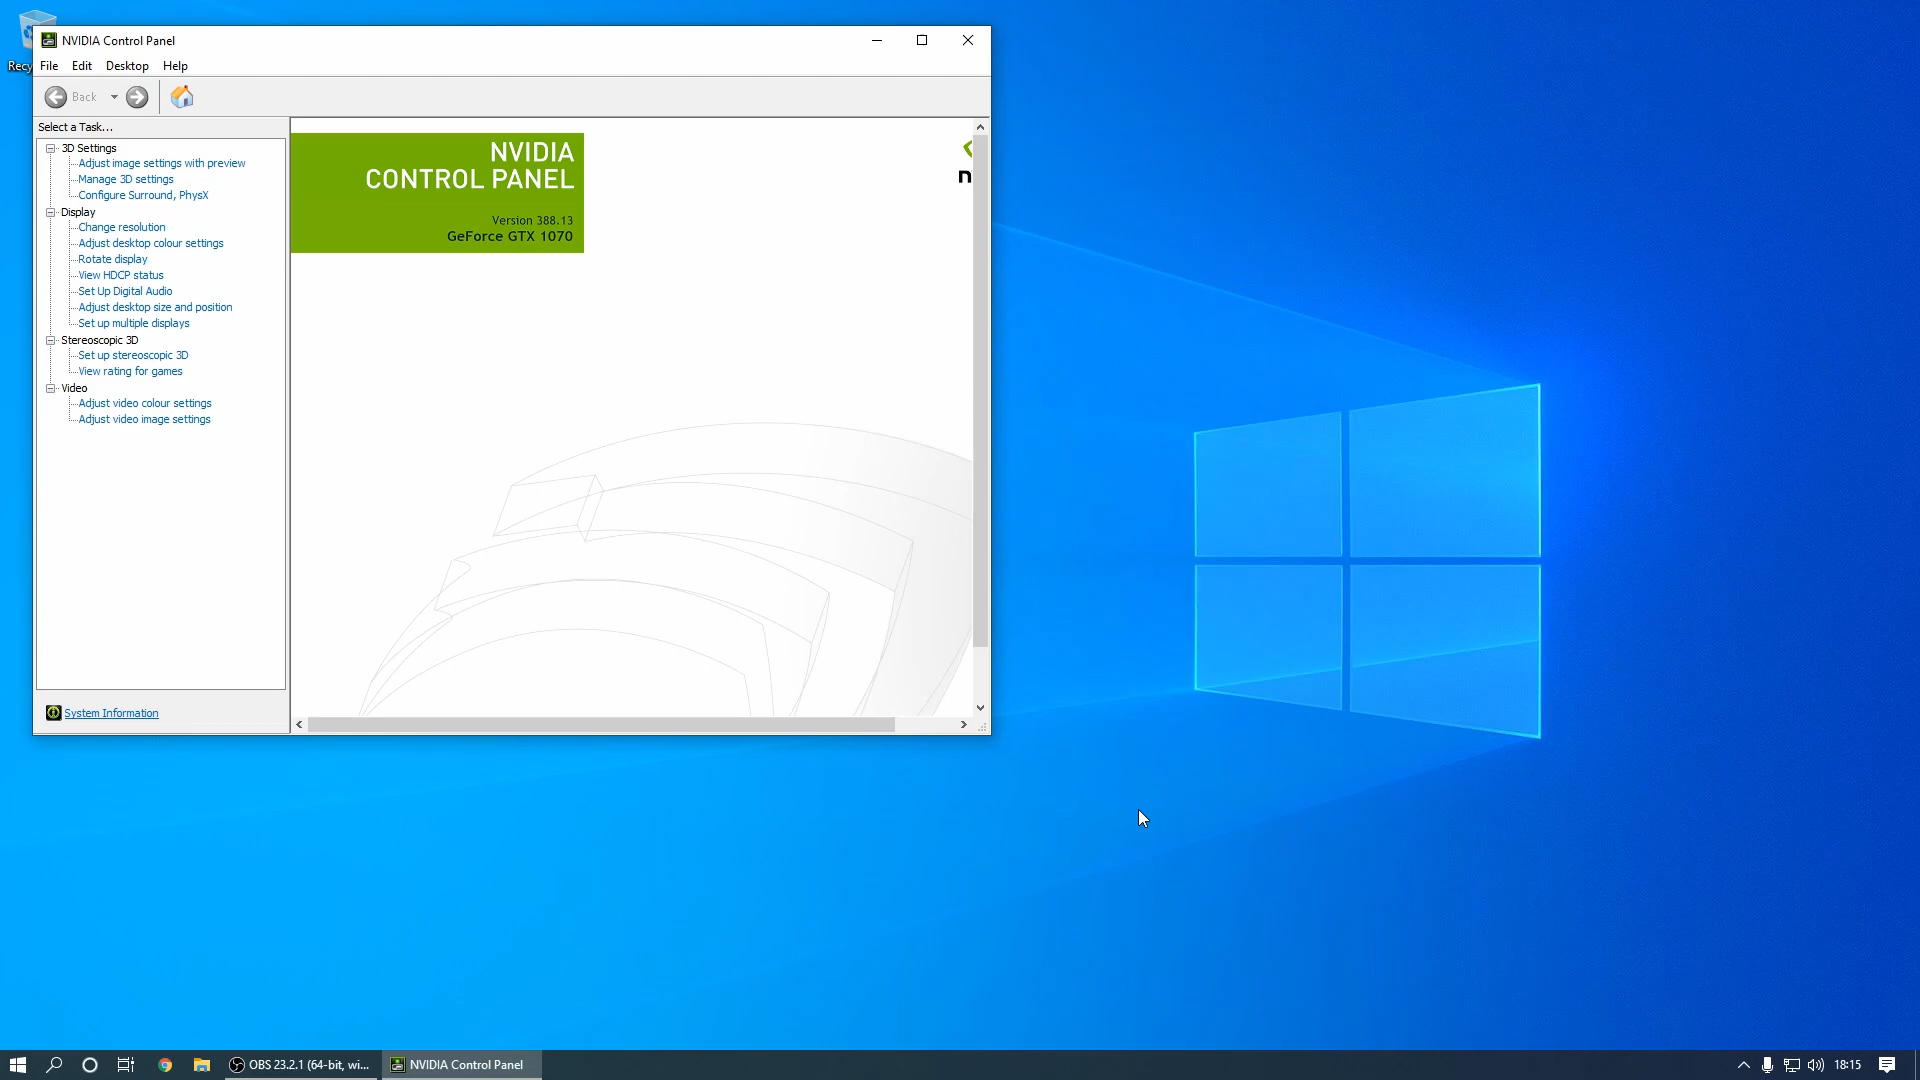 Recy
NVIDIA Control Panel
File Edit Desktop Help
Back
Select a Task...
3D Settings
Adjust image settings with preview
Manage 3D settings
Configure Surround, PhysX
Display
Change resolution
Adjust desktop colour settings
Rotate display
View HDCP status
Set Up Digital Audio
Adjust desktop size and position
Set up multiple displays
Stereoscopic 3D
Set up stereoscopic 3D
View rating for games
Video
Adjust video colour settings
Adjust video image settings
System Information
NVIDIA
CONTROL PANEL
Version 388.13
GeForce GTX 1070
n
OBS 23.2.1 (64-bit, wi...
NVIDIA Control Panel
18:15